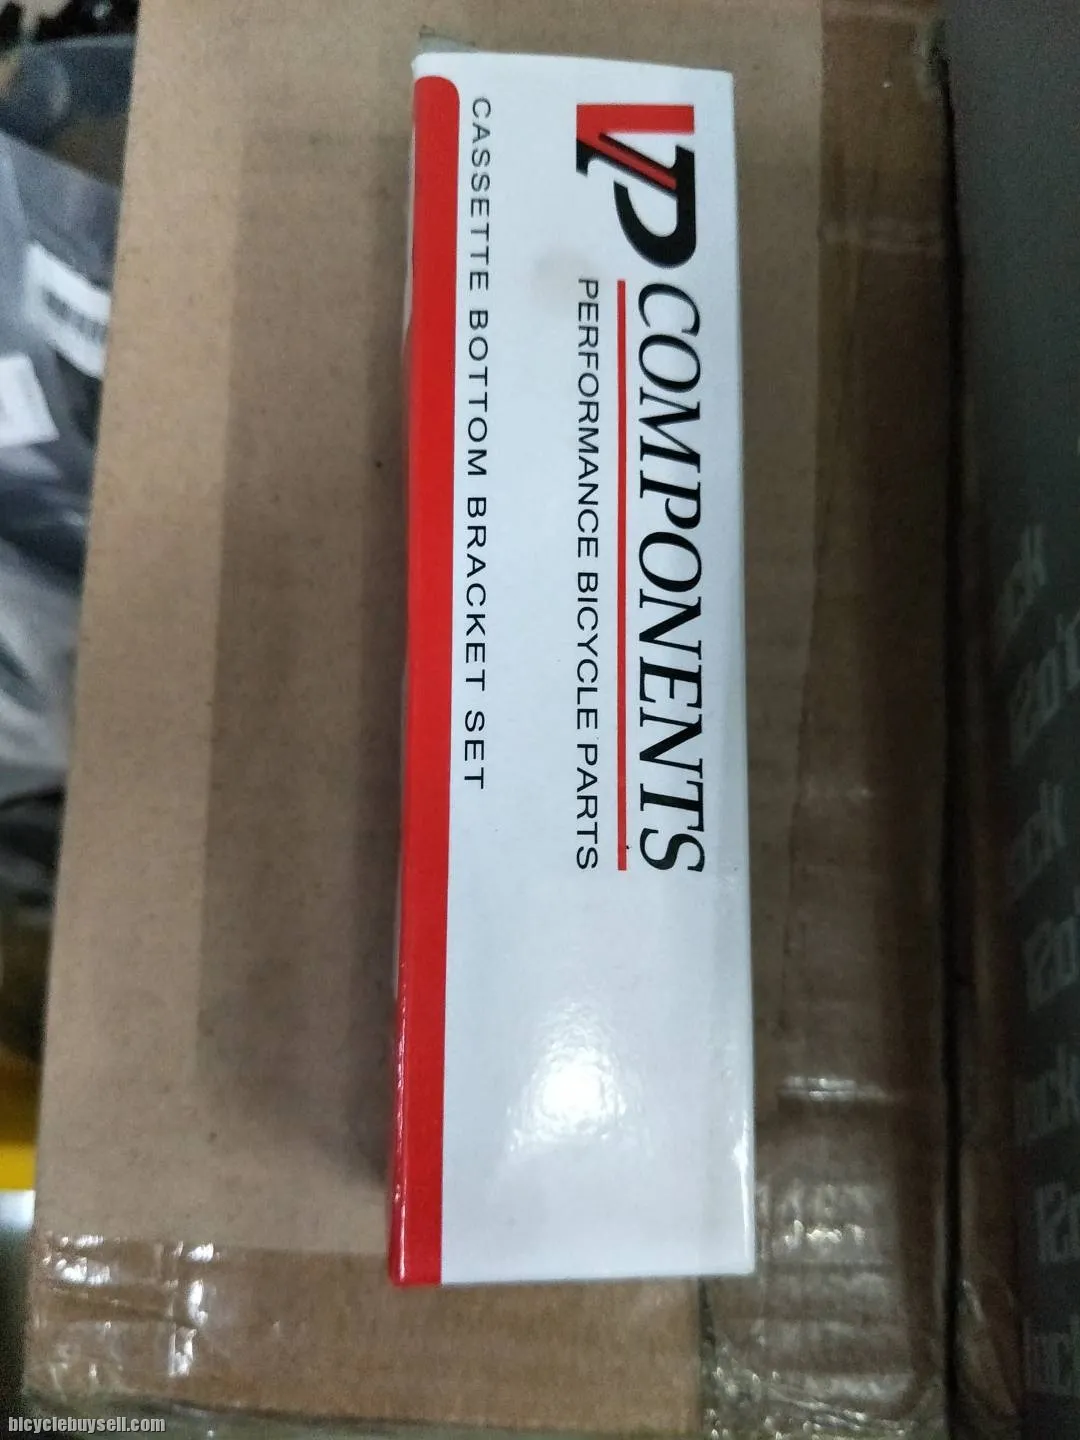 VP COMPONENTS
PERFORMANCE BICYCLE PARTS
CASSETTE BOTTOM BRACKET SET
bicyclebuysell.com